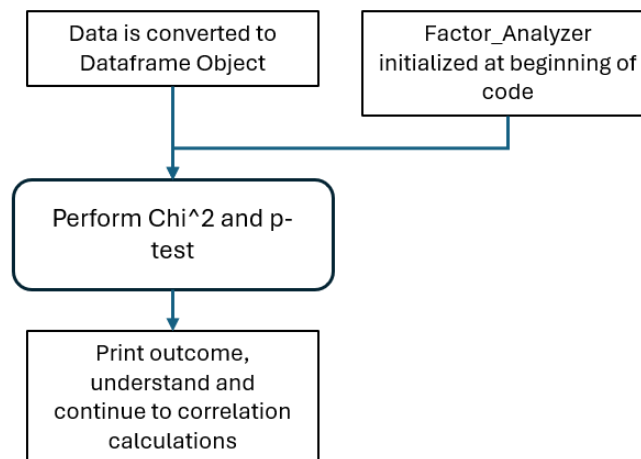 Data is converted to
Dataframe Object
Factor_Analyzer
initialized at beginning of
code
Perform Chi^2 and p-
test
Print outcome,
understand and
continue to correlation
calculations